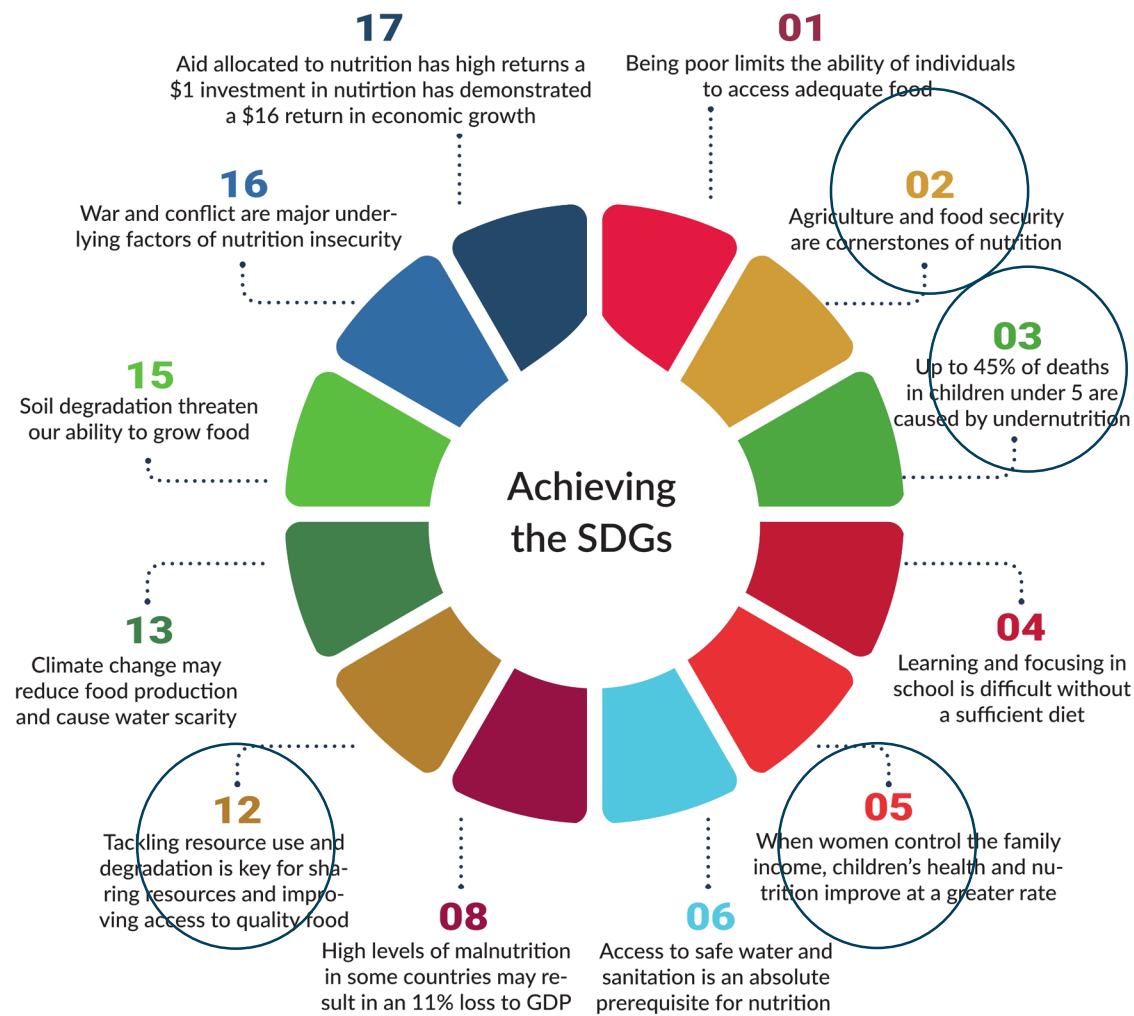 17
Aid allocated to nutrition has high returns a
$1 investment in nutirtion has demonstrated
a $16 return in economic growth
01
Being poor limits the ability of individuals
to access adequate food
16
War and conflict are major under-
lying factors of nutrition insecurity
02
Agriculture and food security
are cornerstones of nutrition
03
Up to 45% of deaths
in children under 5 are
caused by undernutrition
15
Soil degradation threaten
our ability to grow food
Achieving
the SDGs
13
Climate change may
reduce food production
and cause water scarity
04
Learning and focusing in
school is difficult without
a sufficient diet
12
Tackling resource use and
degradation is key for sha-
ring resources and impro-
ving access to quality food
05
When women control the family
income, children's health and nu-
trition improve at a greater rate
08
High levels of malnutrition
in some countries may re-
sult in an 11% loss to GDP
06
Access to safe water and
sanitation is an absolute
prerequisite for nutrition